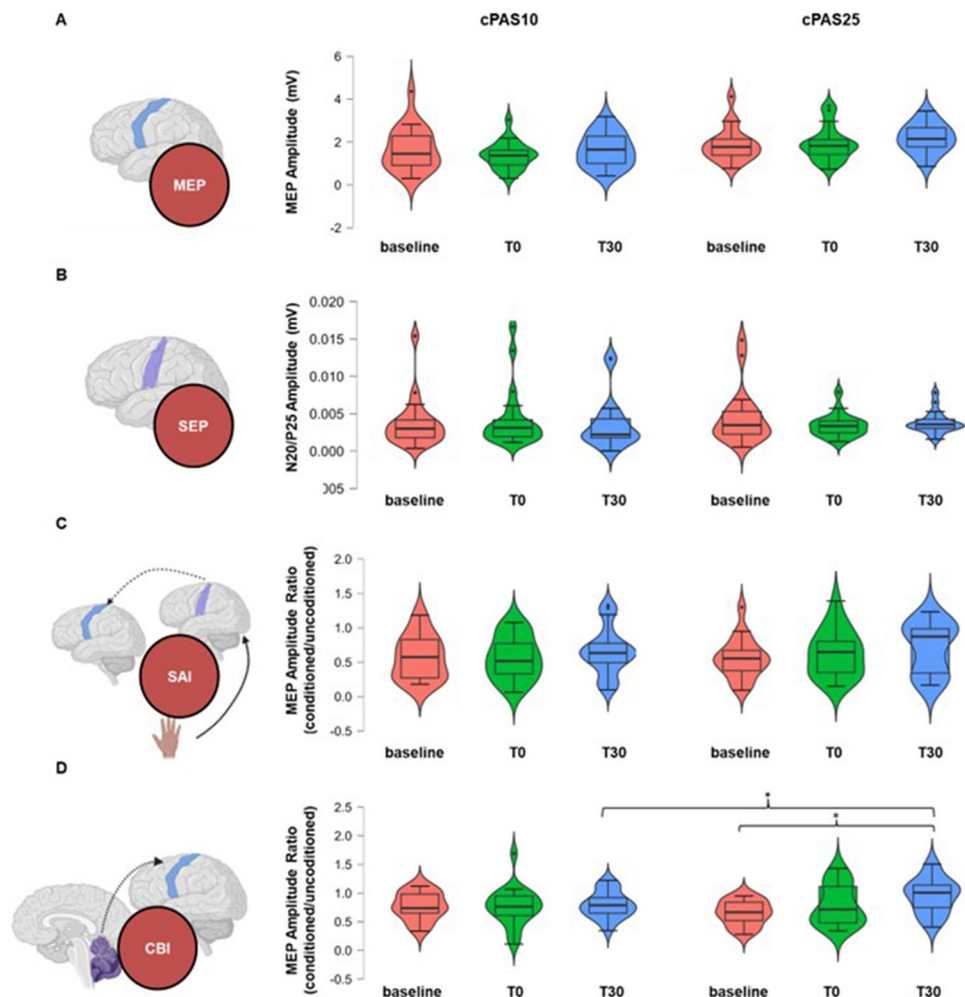 A
cPAS10
cPAS25
MEP
MEP Amplitude (mV)
6
4
2
0
-2
baseline
T0
T30
baseline
T0
T30
B
SEP
N20/P25 Amplitude (mV)
0.020
0.015
0.010
0.005
0.000
005
baseline
T0
T30
baseline
T0
T30
C
SAI
MEP Amplitude Ratio
(conditioned/uncoditioned)
2.0
1.5
1.0
0.5
0.0
-0.5
baseline
T0
T30
baseline
T0
T30
D
CBI
MEP Amplitude Ratio
(conditioned/uncoditioned)
2.5
2.0
1.5
1.0
0.5
0.0
-0.5
*
*
baseline
T0
T30
baseline
T0
T30